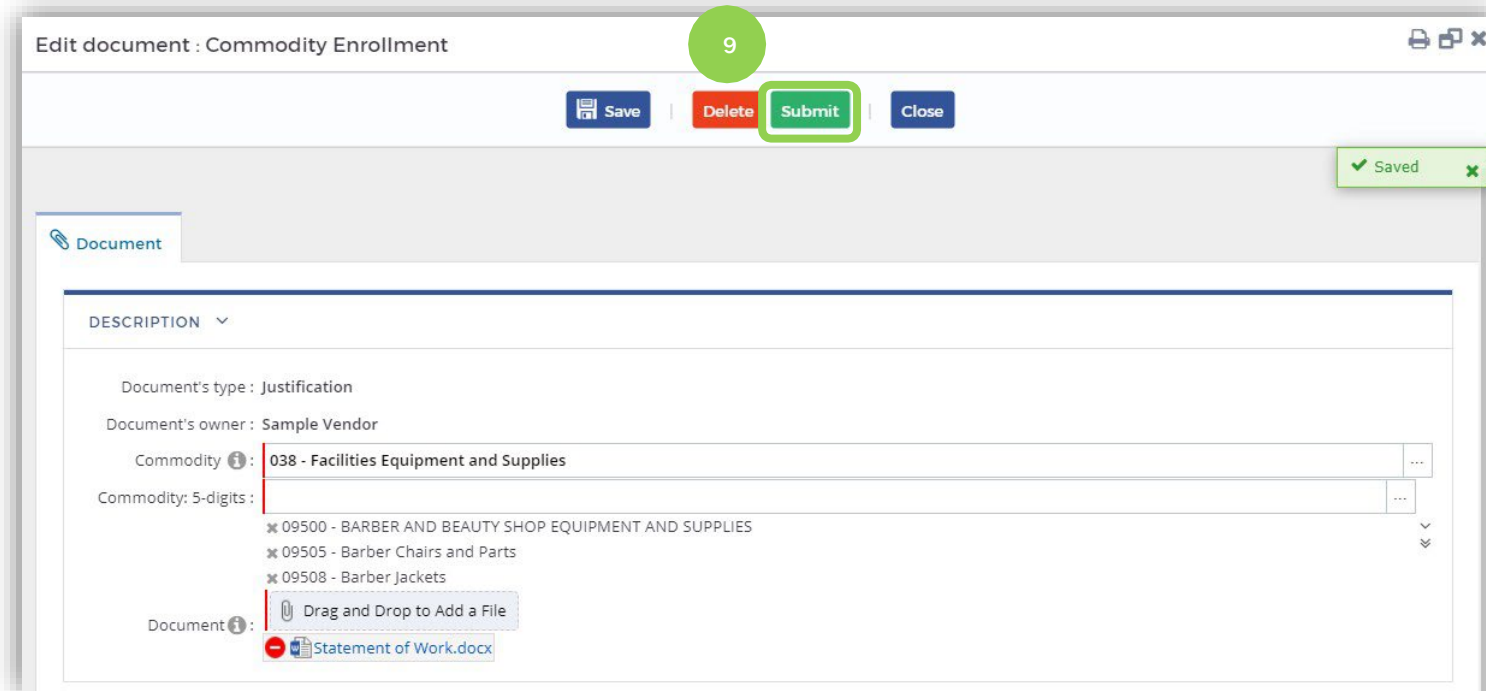 Edit document : Commodity Enrollment
9
Save | Delete Submit | Close
Saved
Document
DESCRIPTION
Document's type : Justification
Document's owner : Sample Vendor
Commodity : 038 - Facilities Equipment and Supplies ...
Commodity: 5-digits : ...
09500 - BARBER AND BEAUTY SHOP EQUIPMENT AND SUPPLIES
09505 - Barber Chairs and Parts
09508 - Barber Jackets
Drag and Drop to Add a File
Document :
Statement of Work.docx